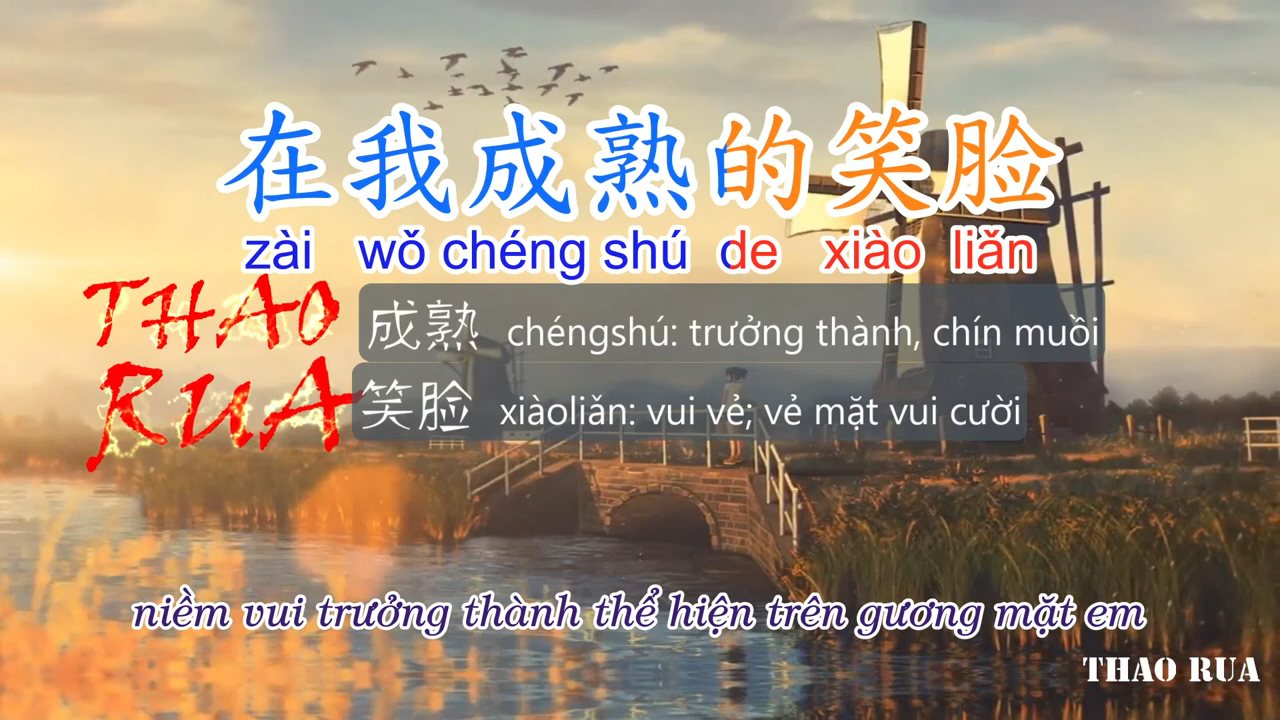 在我成熟的笑脸
zài wǒ chéng shú de xiào liǎn
THAO
RUA
成熟 chéngshú: trưởng thành, chín muồi
笑脸 xiàoliǎn: vui vẻ; vẻ mặt vui cười
niềm vui trưởng thành thể hiện trên gương mặt em
THAO RUA